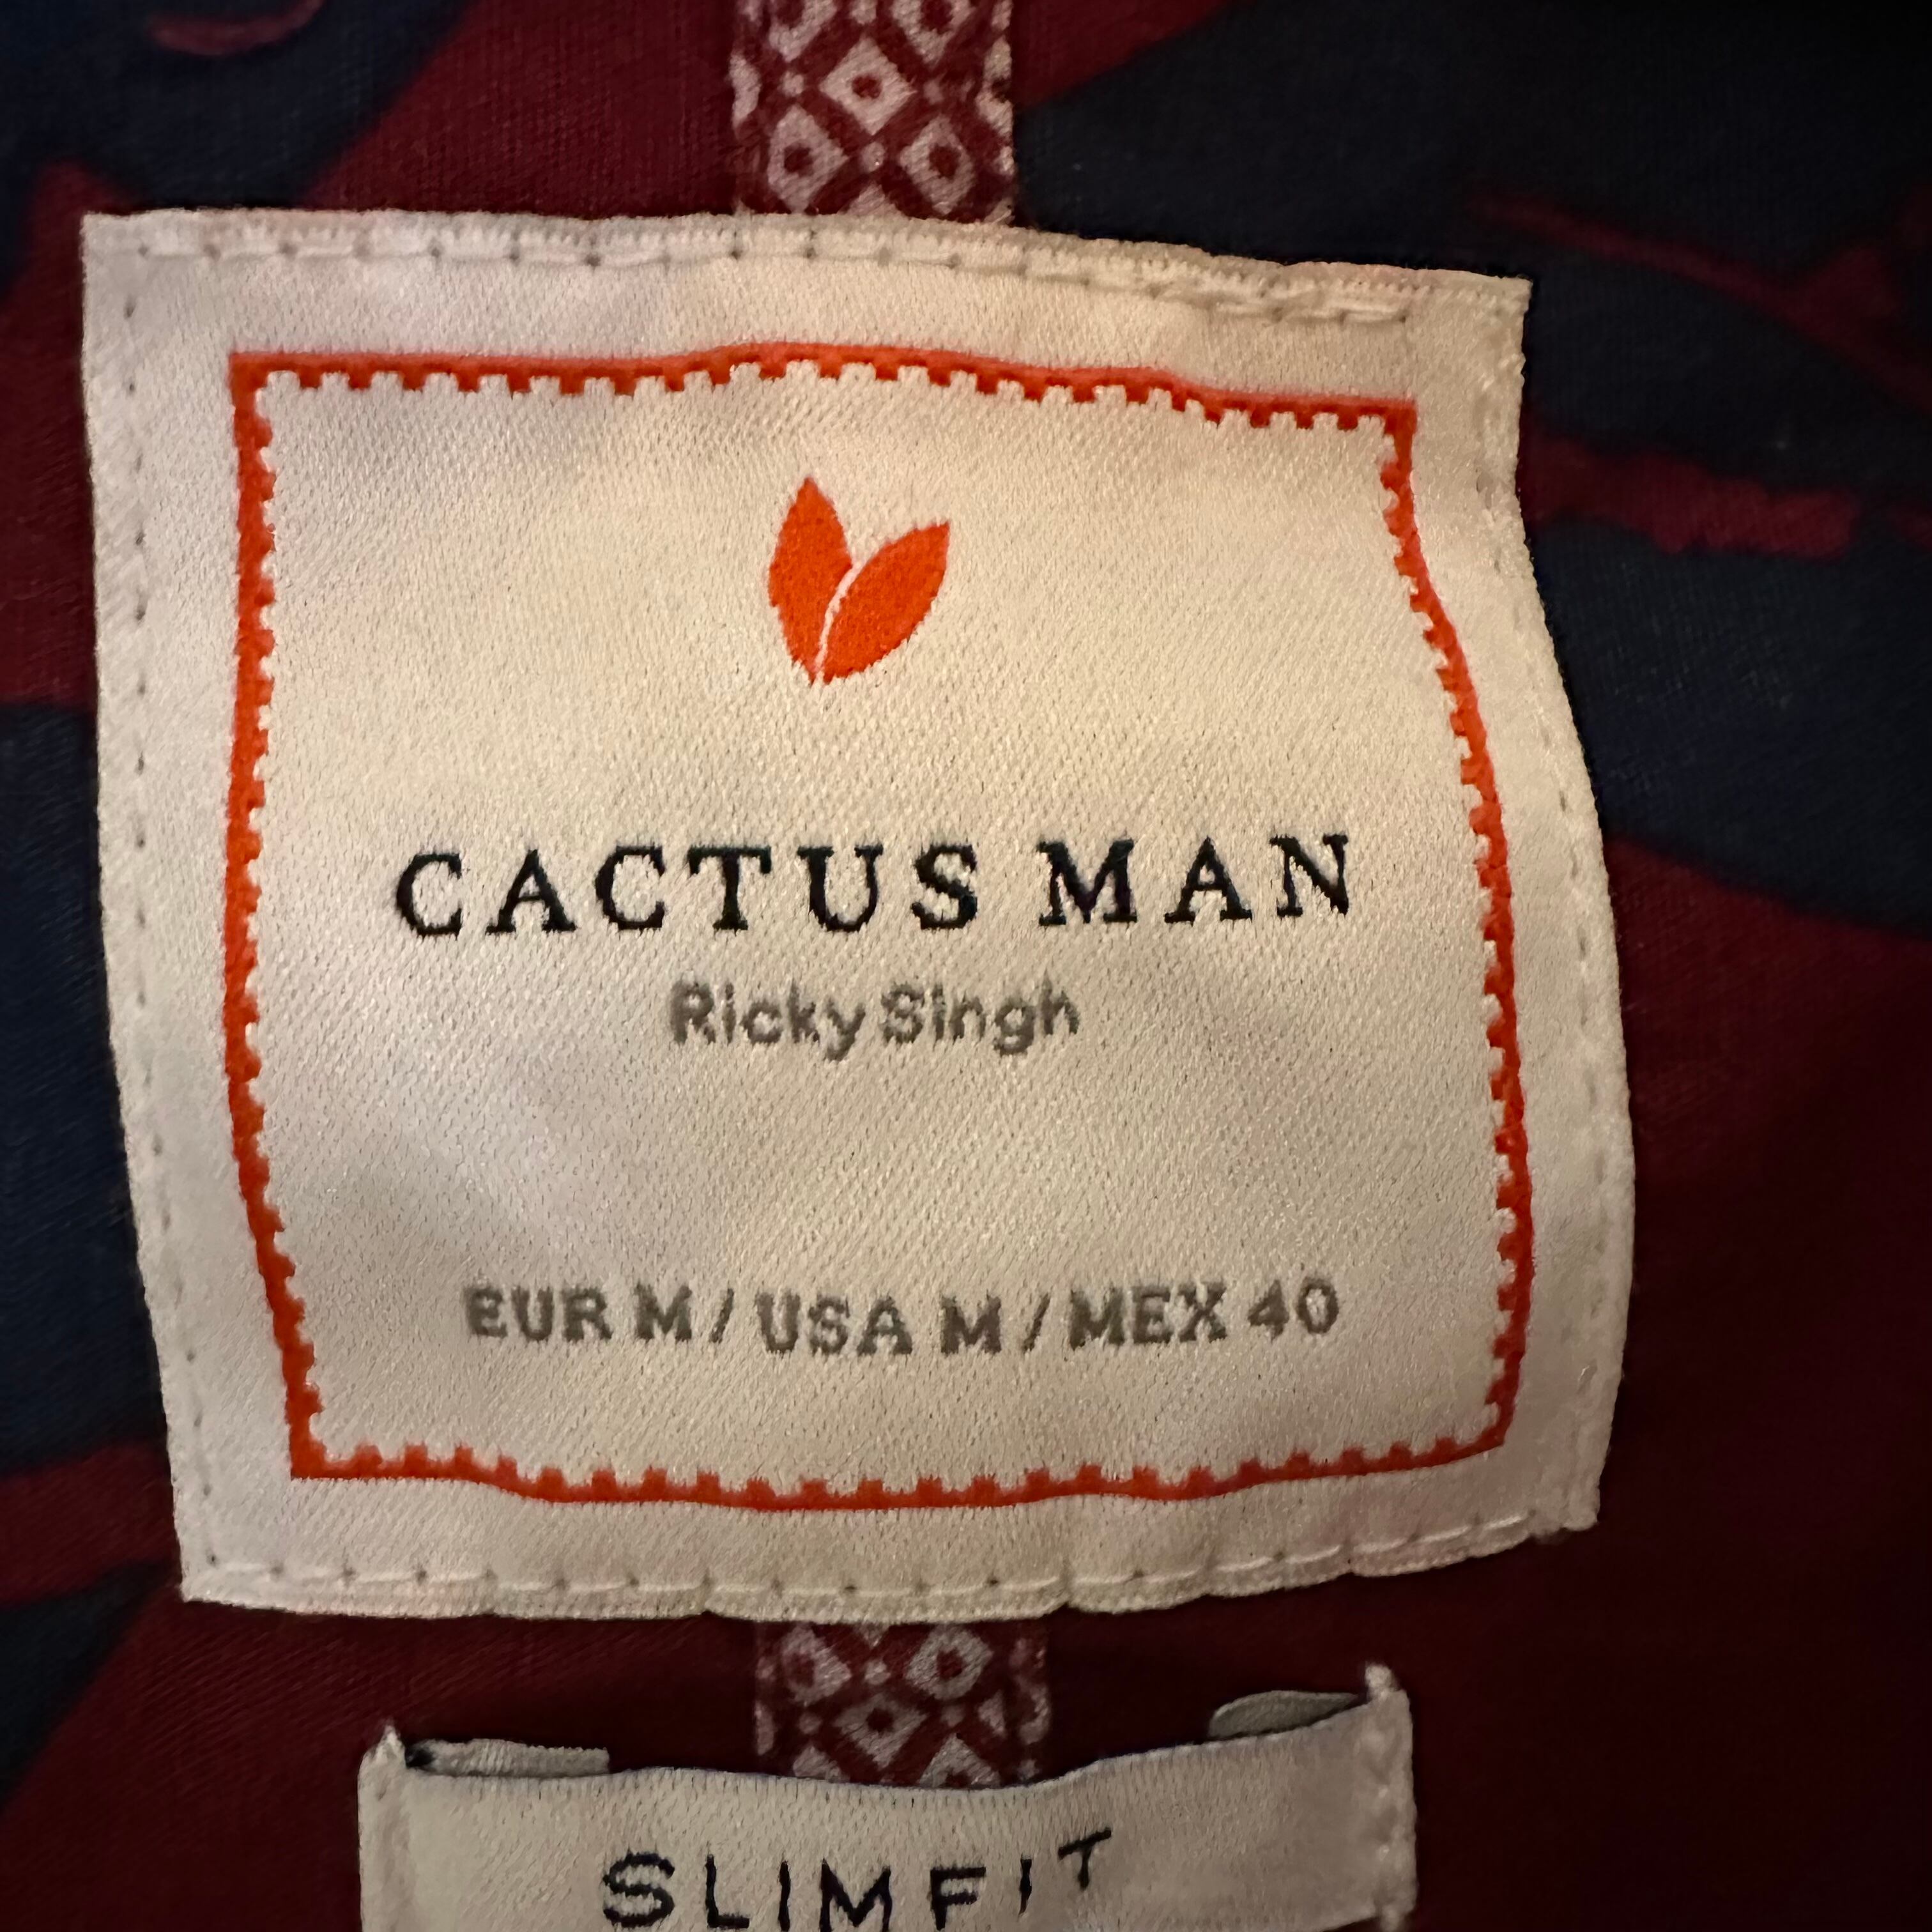 CACTUS MAN
Ricky Singh
EUR M / USA M / MEX 40
SLIMFIT